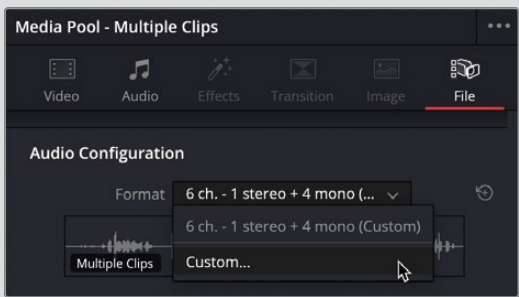 Media Pool - Multiple Clips
Video Audio Effects Transition Image File
Audio Configuration
Format 6 ch. - 1 stereo + 4 mono (...
6 ch. - 1 stereo + 4 mono (Custom)
Multiple Clips Custom...